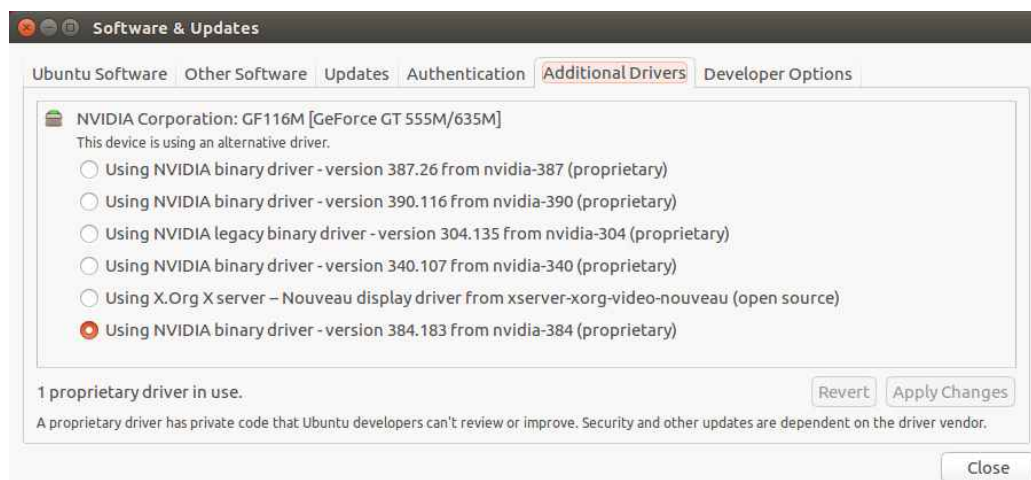 Software & Updates
Ubuntu Software Other Software Updates Authentication Additional Drivers Developer Options
NVIDIA Corporation: GF116M [GeForce GT 555M/635M]
This device is using an alternative driver.
Using NVIDIA binary driver - version 387.26 from nvidia-387 (proprietary)
Using NVIDIA binary driver - version 390.116 from nvidia-390 (proprietary)
Using NVIDIA legacy binary driver - version 304.135 from nvidia-304 (proprietary)
Using NVIDIA binary driver - version 340.107 from nvidia-340 (proprietary)
Using X.Org X server – Nouveau display driver from xserver-xorg-video-nouveau (open source)
Using NVIDIA binary driver - version 384.183 from nvidia-384 (proprietary)
1 proprietary driver in use. Revert Apply Changes
A proprietary driver has private code that Ubuntu developers can't review or improve. Security and other updates are dependent on the driver vendor.
Close